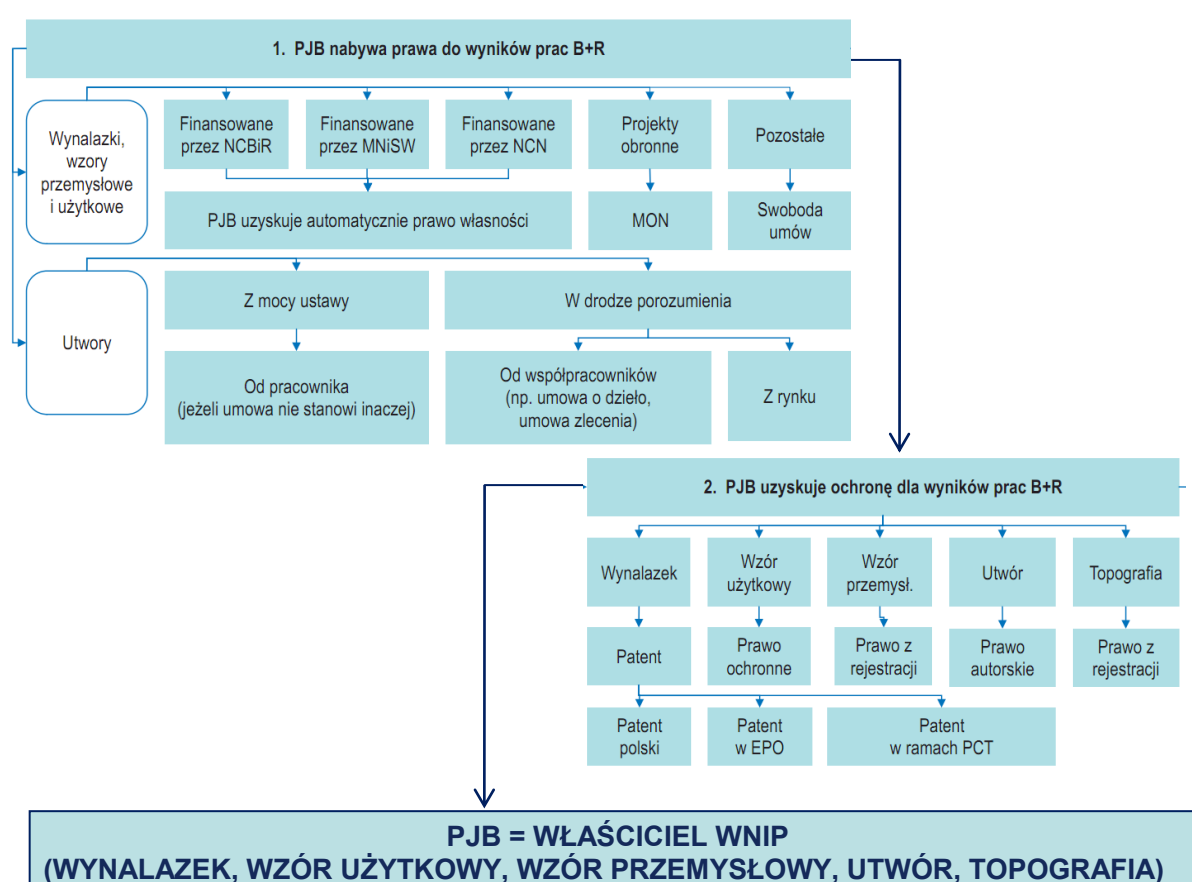 1. PJB nabywa prawa do wyników prac B+R
Wynalazki,
wzory
przemysłowe
i użytkowe
Finansowane
przez NCBiR
Finansowane
przez MNiSW
Finansowane
przez NCN
Projekty
obronne
Pozostałe
PJB uzyskuje automatycznie prawo własności
MON
Swoboda
umów
Utwory
Z mocy ustawy
W drodze porozumienia
Od pracownika
(jeżeli umowa nie stanowi inaczej)
Od współpracowników
(np. umowa o dzieło,
umowa zlecenia)
Z rynku
2. PJB uzyskuje ochronę dla wyników prac B+R
Wynalazek
Wzór
użytkowy
Wzór
przemysł.
Utwór
Topografia
Patent
Prawo
ochronne
Prawo z
rejestracji
Prawo
autorskie
Prawo z
rejestracji
Patent
polski
Patent
w EPO
Patent
w ramach PCT
PJB = WŁAŚCICIEL WNIP
(WYNALAZEK, WZÓR UŻYTKOWY, WZÓR PRZEMYSŁOWY, UTWÓR, TOPOGRAFIA)